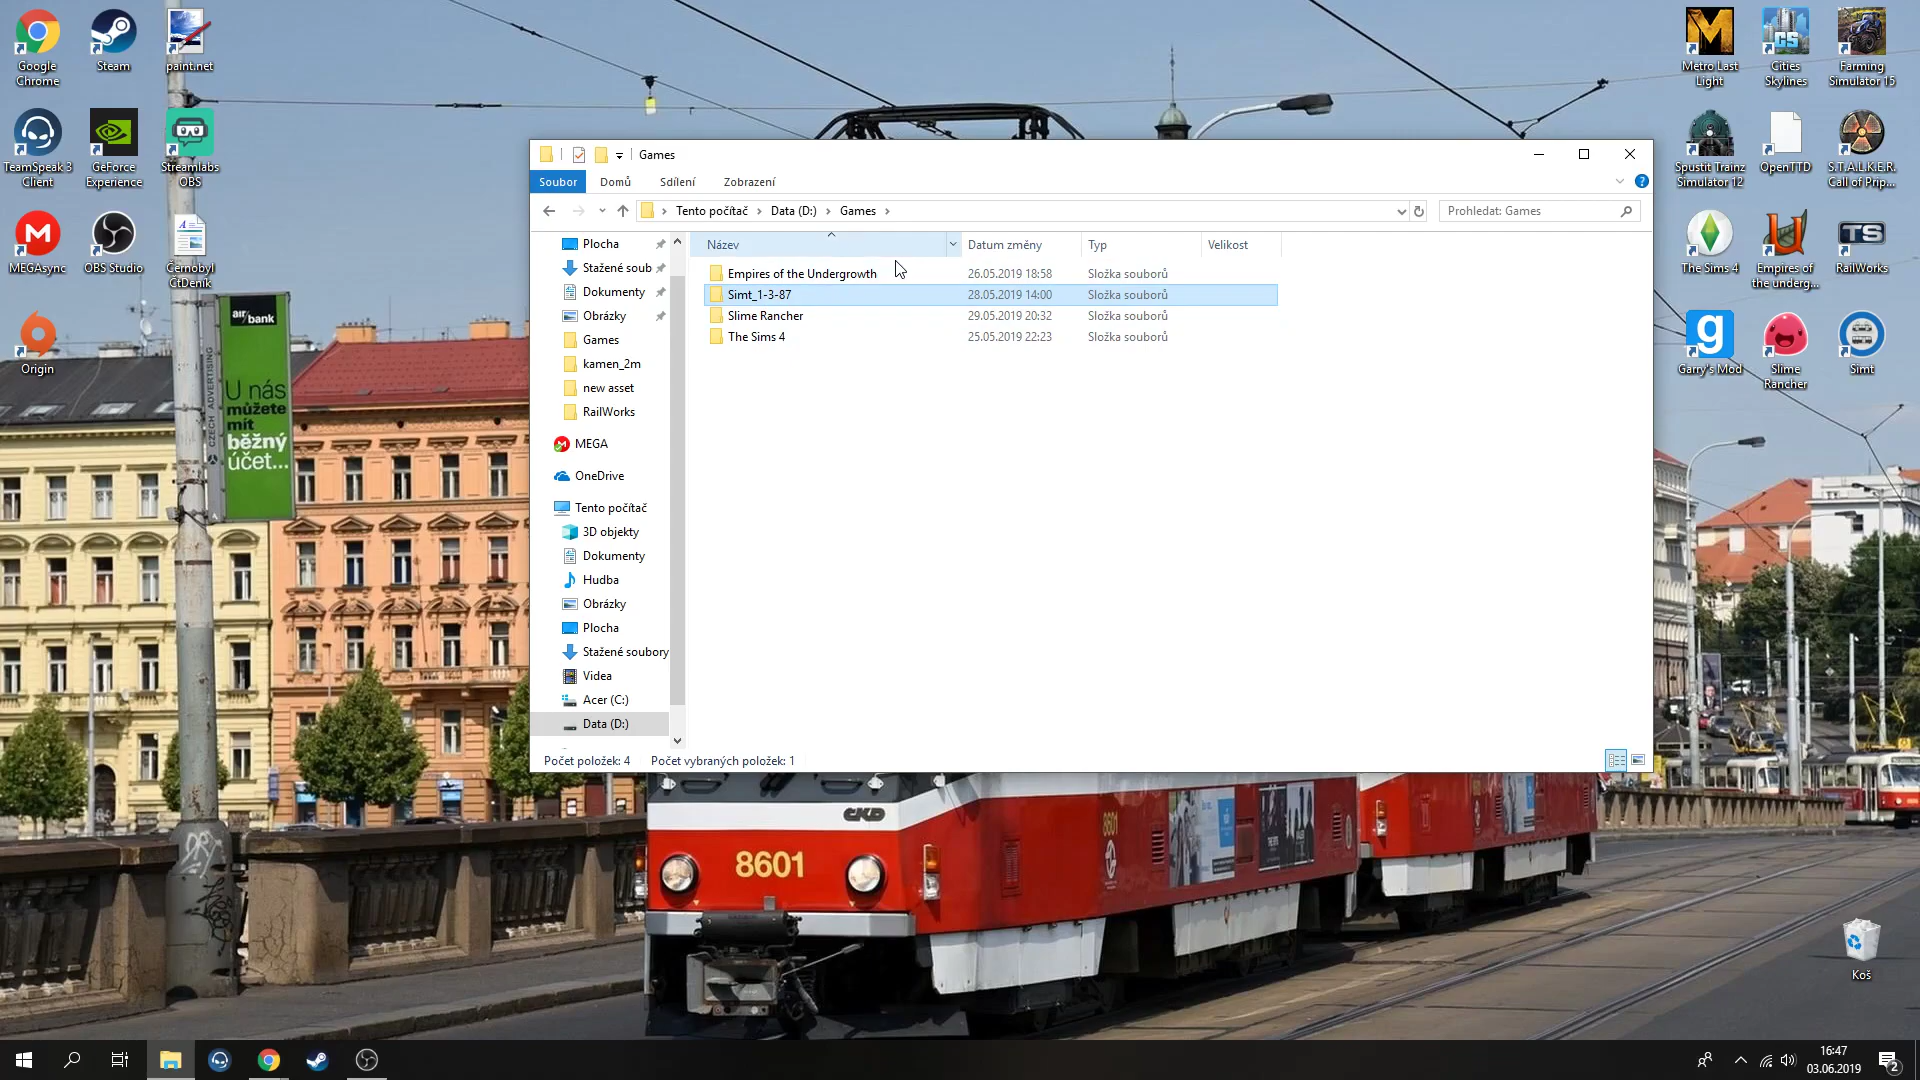 Google
Chrome
Steam
paint.net
TeamSpeak 3
Client
GeForce
Experience
Streamlabs
OBS
MEGAsync
OBS Studio
Černobyl
ČtDeník
Origin
Metro Last
Light
Cities
Skylines
Farming
Simulator 15
Spustit Trainz
Simulator 12
OpenTTD
S.T.A.L.K.E.R.
Call of Prip...
The Sims 4
Empires of
the underg...
RailWorks
Garry's Mod
Slime
Rancher
Simt
Koš
Games
Soubor
Domů
Sdílení
Zobrazení
Tento počítač
Data (D:)
Games
Prohledat: Games
Název
Datum změny
Typ
Velikost
Empires of the Undergrowth 26.05.2019 18:58 Složka souborů
Simt_1-3-87 28.05.2019 14:00 Složka souborů
Slime Rancher 29.05.2019 20:32 Složka souborů
The Sims 4 25.05.2019 22:23 Složka souborů
Plocha
Stažené soub
Dokumenty
Obrázky
Games
kamen_2m
new asset
RailWorks
MEGA
OneDrive
Tento počítač
3D objekty
Dokumenty
Hudba
Obrázky
Plocha
Stažené soubory
Videa
Acer (C:)
Data (D:)
Počet položek: 4
Počet vybraných položek: 1
air bank
CZECH ADVERTISING
U nás
můžete
mít
běžný
účet...
ČKD
8601
8601
16:47
03.06.2019
2